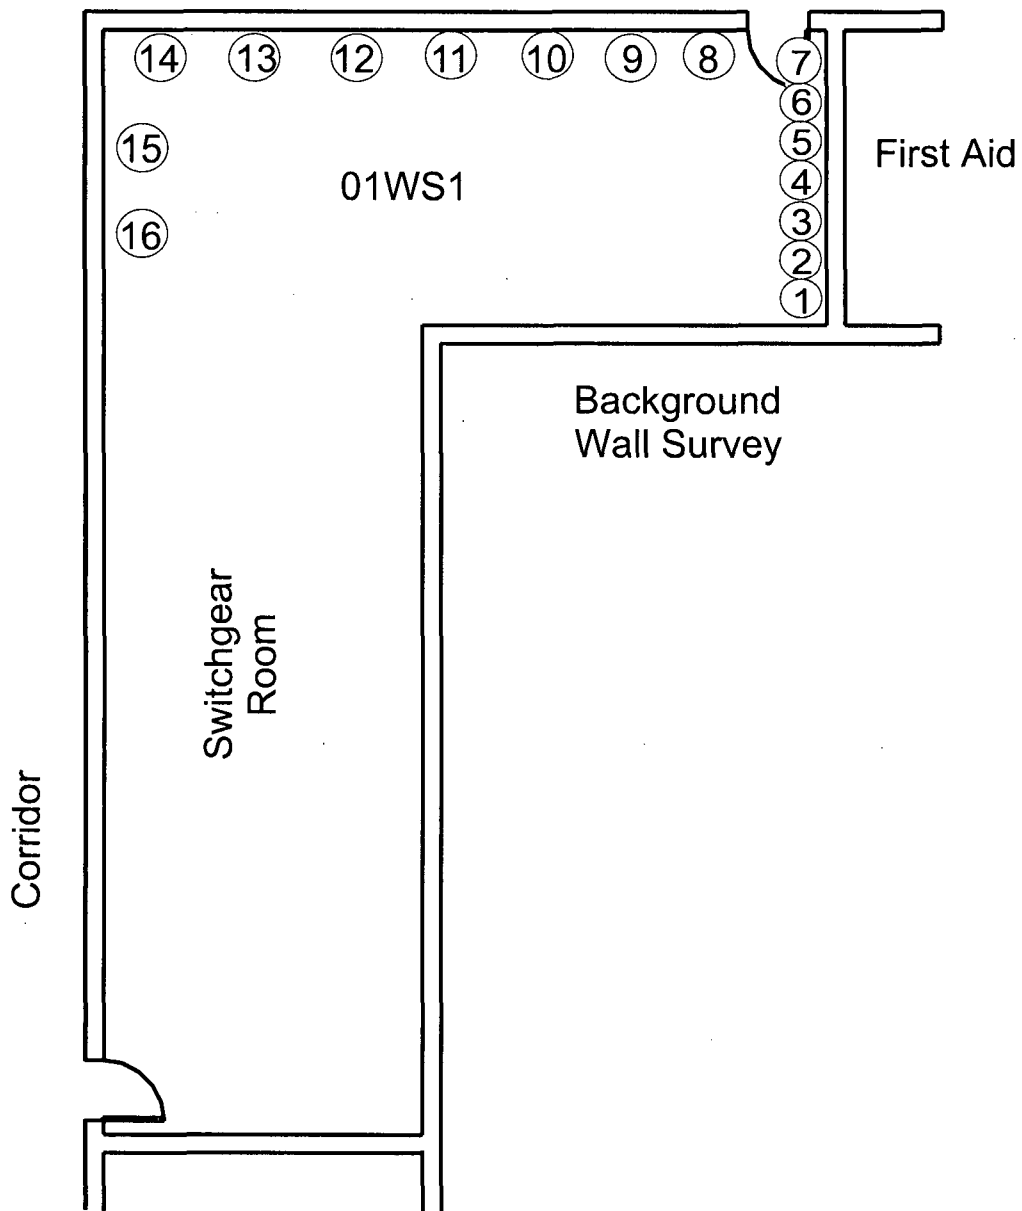 14 13 12 11 10 9 8 7
6
5
First Aid
15
4
01WS1
3
16
2
1
Background
Wall Survey
Switchgear
Room
Corridor